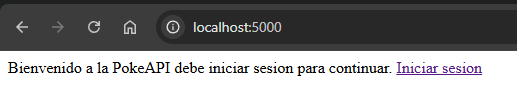 localhost:5000
Bienvenido a la PokeAPI debe iniciar sesion para continuar. Iniciar sesion